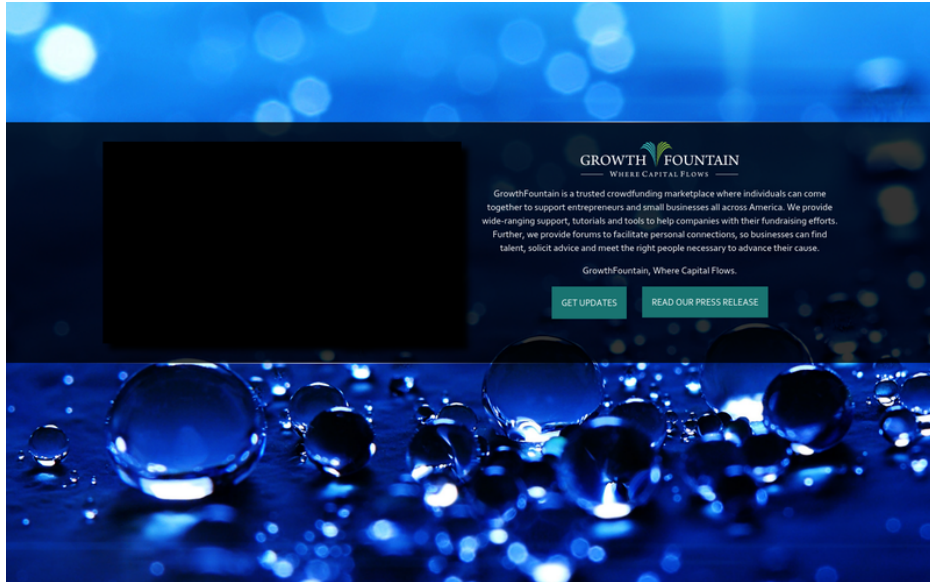 GROWTH FOUNTAIN
WHERE CAPITAL FLOWS
GrowthFountain is a trusted crowdfunding marketplace where individuals can come
together to support entrepreneurs and small businesses all across America. We provide
wide-ranging support, tutorials and tools to help companies with their fundraising efforts.
Further, we provide forums to facilitate personal connections, so businesses can find
talent, solicit advice and meet the right people necessary to advance their cause.
GrowthFountain, Where Capital Flows.
GET UPDATES READ OUR PRESS RELEASE